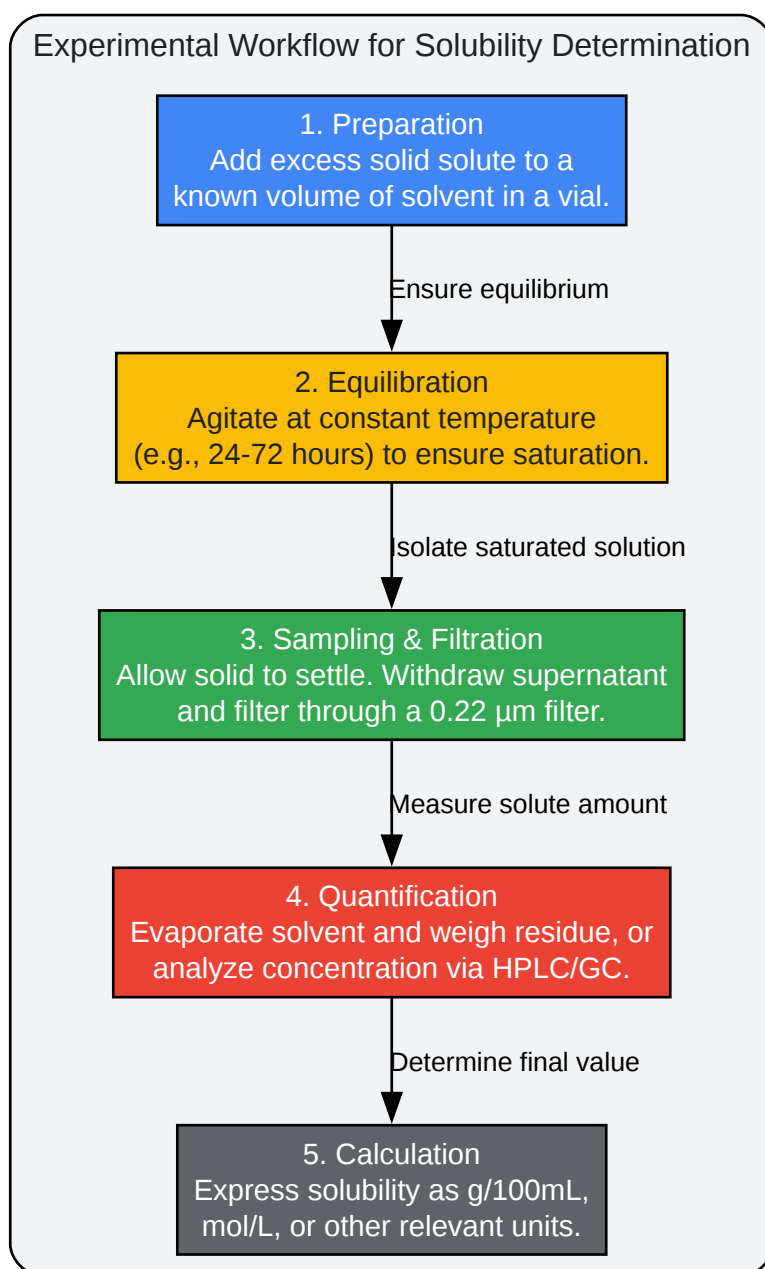 Experimental Workflow for Solubility Determination
1. Preparation
Add excess solid solute to a
known volume of solvent in a vial.
Ensure equilibrium
2. Equilibration
Agitate at constant temperature
(e.g., 24-72 hours) to ensure saturation.
Isolate saturated solution
3. Sampling & Filtration
Allow solid to settle. Withdraw supernatant
and filter through a 0.22 µm filter.
Measure solute amount
4. Quantification
Evaporate solvent and weigh residue, or
analyze concentration via HPLC/GC.
Determine final value
5. Calculation
Express solubility as g/100mL,
mol/L, or other relevant units.